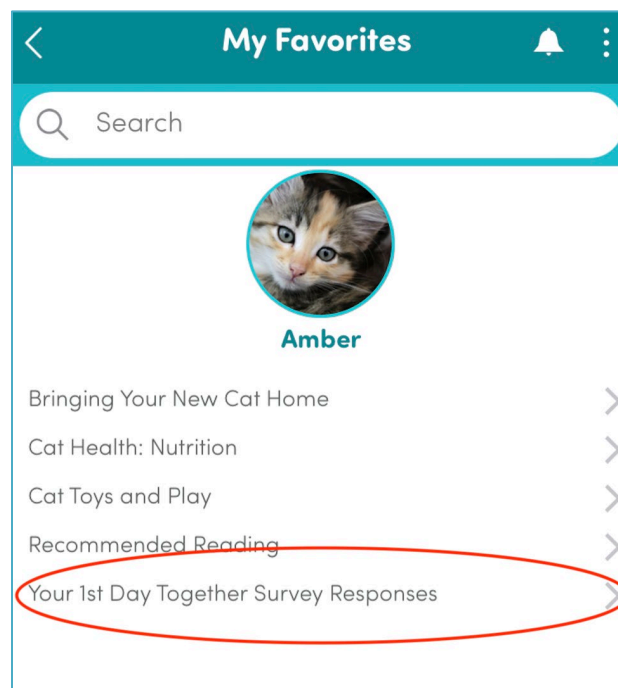 My Favorites
Search
Amber
Bringing Your New Cat Home
Cat Health: Nutrition
Cat Toys and Play
Recommended Reading
Your 1st Day Together Survey Responses